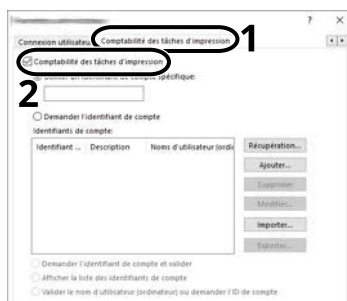 ? ×
Connexion utilisateur
Comptabilité des tâches d'impression
1
Comptabilité des tâches d'impression
2
Utiliser un identifiant de compte spécifique:
Demander l'identifiant de compte
Identifiants de compte:
Identifiant ... Description Noms d'utilisateur (ordin
Récupération...
Ajouter...
Supprimer
Modifier...
Importer...
Exporter...
Demander l'identifiant de compte et valider
Afficher la liste des identifiants de compte
Valider le nom d'utilisateur (ordinateur) ou demander l'ID de compte